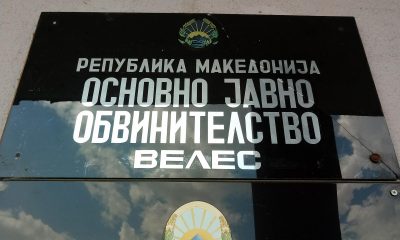 РЕПУБЛИКА МАКЕДОНИЈА
ОСНОВНО ЈАВНО
ОБВИНИТЕЛСТВО
ВЕЛЕС